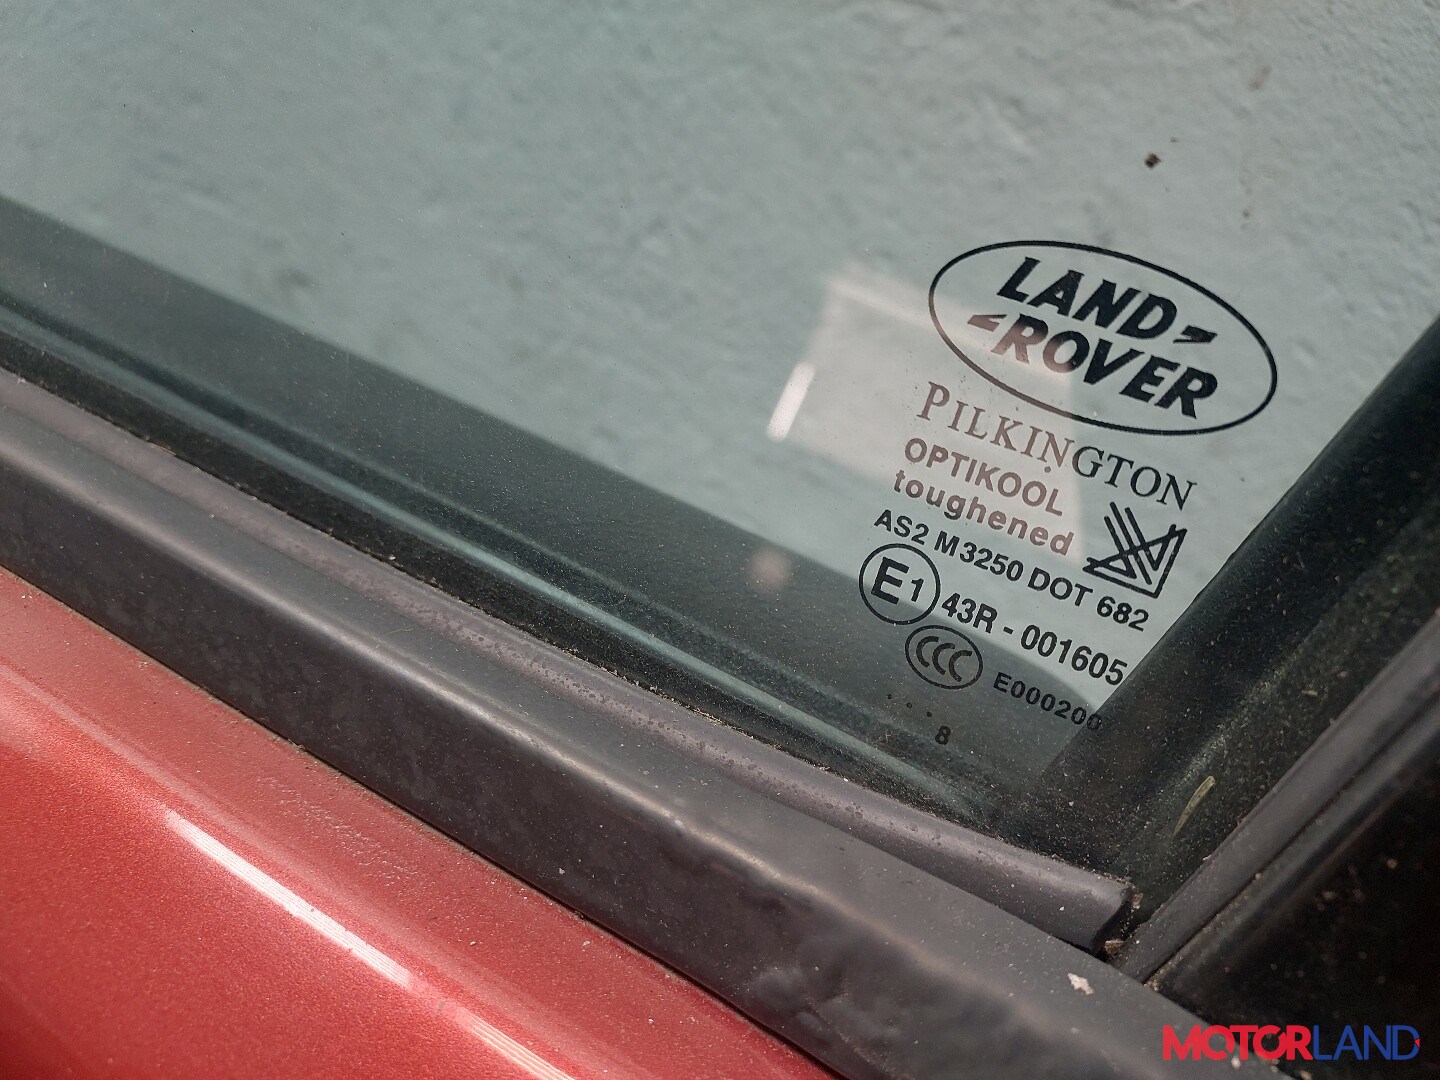 LAND
ROVER
PILKINGTON
OPTIKOOL
toughened
AS2 M3250 DOT 682
E1 43R - 001605
CCC E000200
. . . .
8
MOTORLAND